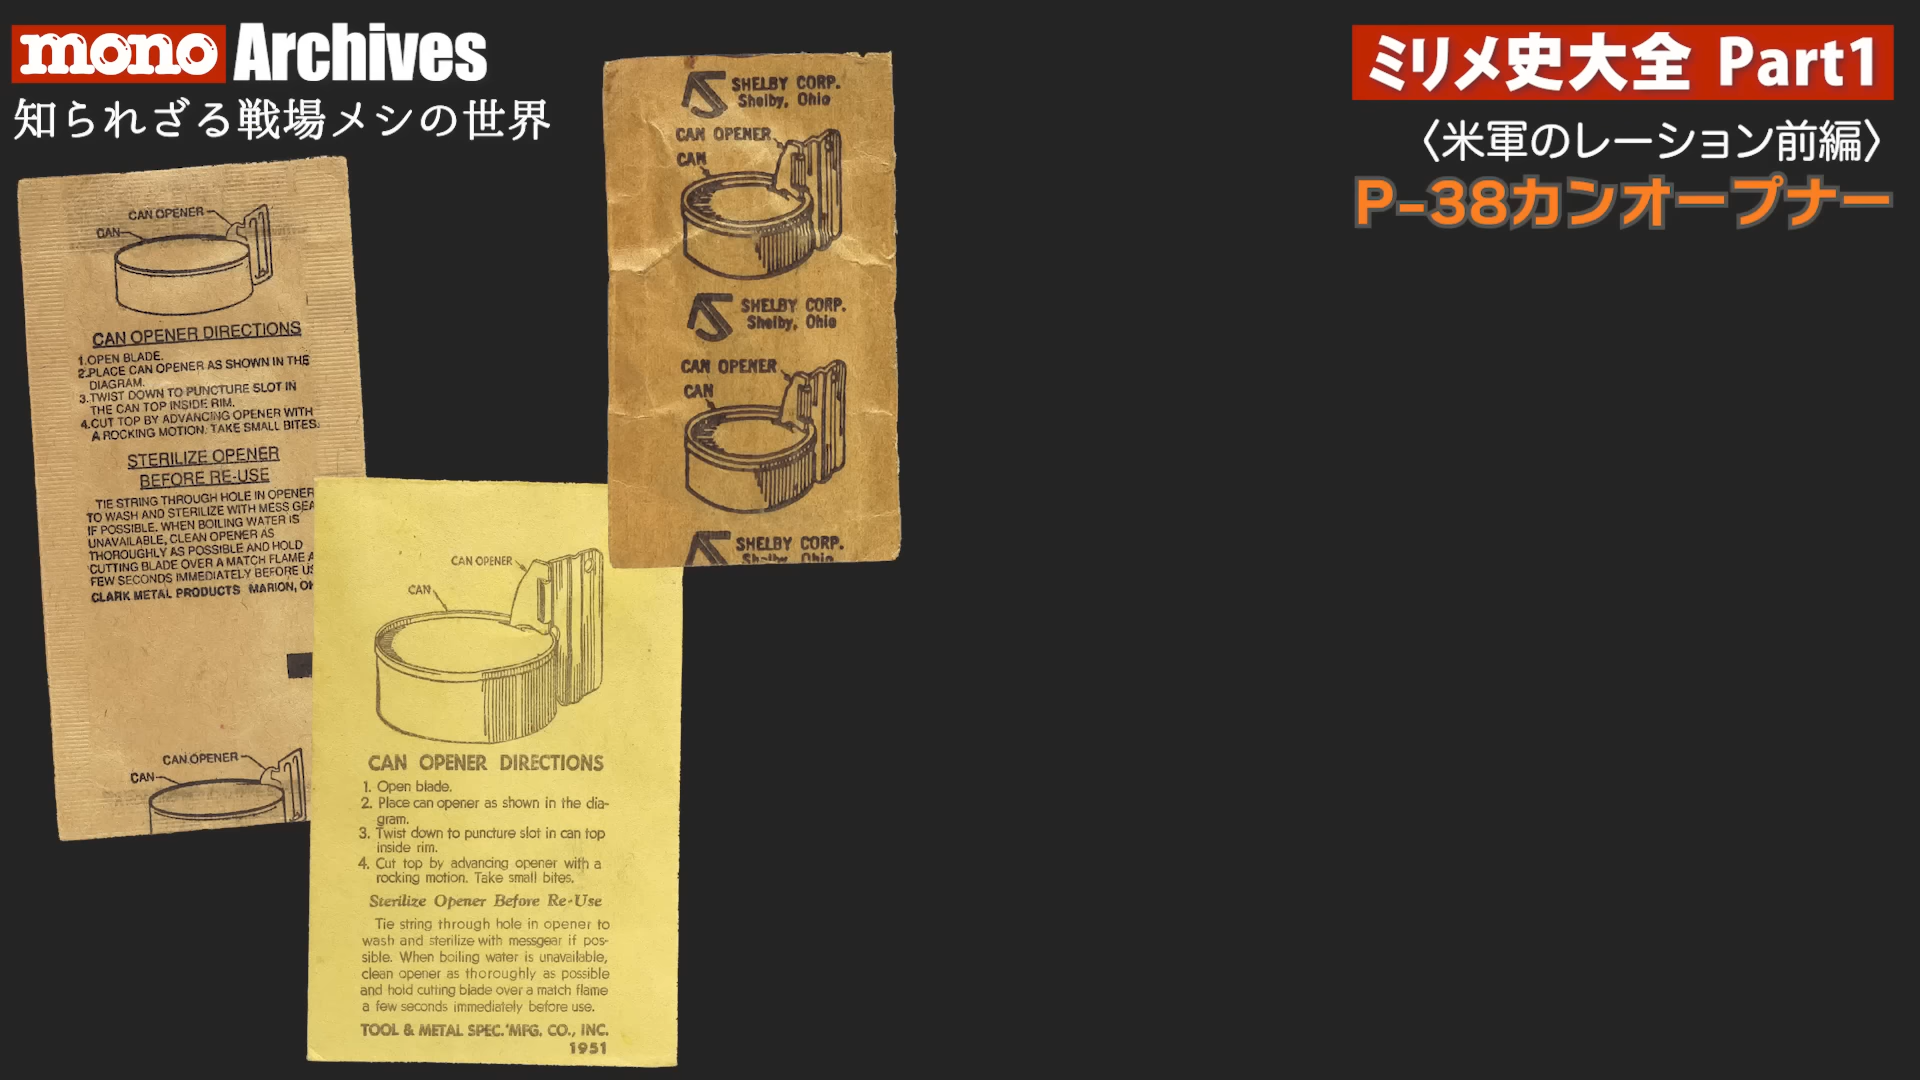 mono Archives
知られざる戦場メシの世界
ミリメ史大全 Part1
〈米軍のレーション前編〉
P-38カンオープナー
CAN OPENER
CAN
CAN OPENER DIRECTIONS
1.OPEN BLADE.
2.PLACE CAN OPENER AS SHOWN IN THE
DIAGRAM.
3.TWIST DOWN TO PUNCTURE SLOT IN
THE CAN TOP INSIDE RIM.
4.CUT TOP BY ADVANCING OPENER WITH
A ROCKING MOTION. TAKE SMALL BITES.
STERILIZE OPENER
BEFORE RE-USE
TIE STRING THROUGH HOLE IN OPENER
TO WASH AND STERILIZE WITH MESS GEA
IF POSSIBLE. WHEN BOILING WATER IS
UNAVAILABLE, CLEAN OPENER AS
THOROUGHLY AS POSSIBLE AND HOLD
CUTTING BLADE OVER A MATCH FLAME A
FEW SECONDS IMMEDIATELY BEFORE US
CLARK METAL PRODUCTS MARION, OH
CAN OPENER
CAN
SHELBY CORP.
Shelby, Ohio
CAN OPENER
CAN
SHELBY CORP.
Shelby, Ohio
CAN OPENER
CAN
SHELBY CORP.
Shelby, Ohio
CAN OPENER
CAN
CAN OPENER DIRECTIONS
1. Open blade.
2. Place can opener as shown in the dia-
gram.
3. Twist down to puncture slot in can top
inside rim.
4. Cut top by advancing opener with a
rocking motion. Take small bites.
Sterilize Opener Before Re-Use
Tie string through hole in opener to
wash and sterilize with messgear if pos-
sible. When boiling water is unavailable,
clean opener as thoroughly as possible
and hold cutting blade over a match flame
a few seconds immediately before use.
TOOL & METAL SPEC. MFG. CO., INC.
1951